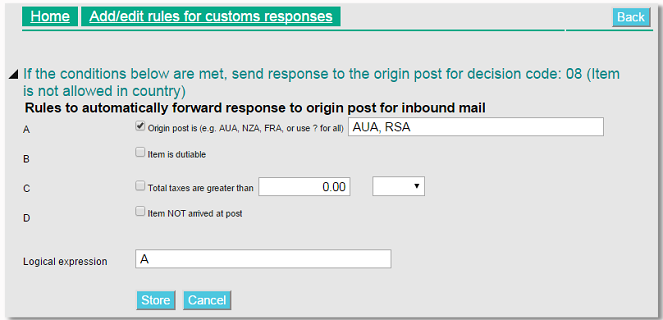 Home Add/edit rules for customs responses Back
If the conditions below are met, send response to the origin post for decision code: 08 (Item
is not allowed in country)
Rules to automatically forward response to origin post for inbound mail
A Origin post is (e.g. AUA, NZA, FRA, or use ? for all) AUA, RSA
B Item is dutiable
C Total taxes are greater than 0.00
D Item NOT arrived at post
Logical expression A
Store Cancel